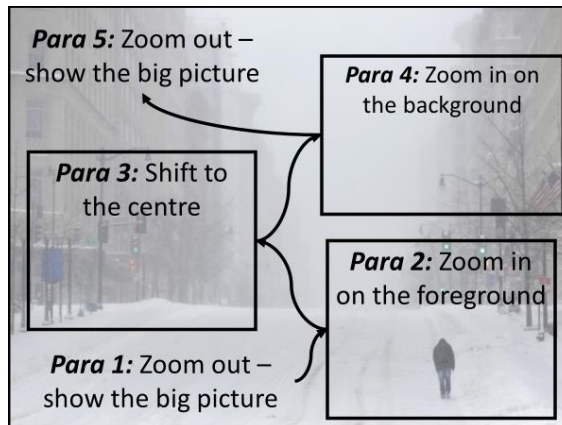 Para 5: Zoom out –
show the big picture
Para 4: Zoom in on
the background
Para 3: Shift to
the centre
Para 2: Zoom in
on the foreground
Para 1: Zoom out –
show the big picture